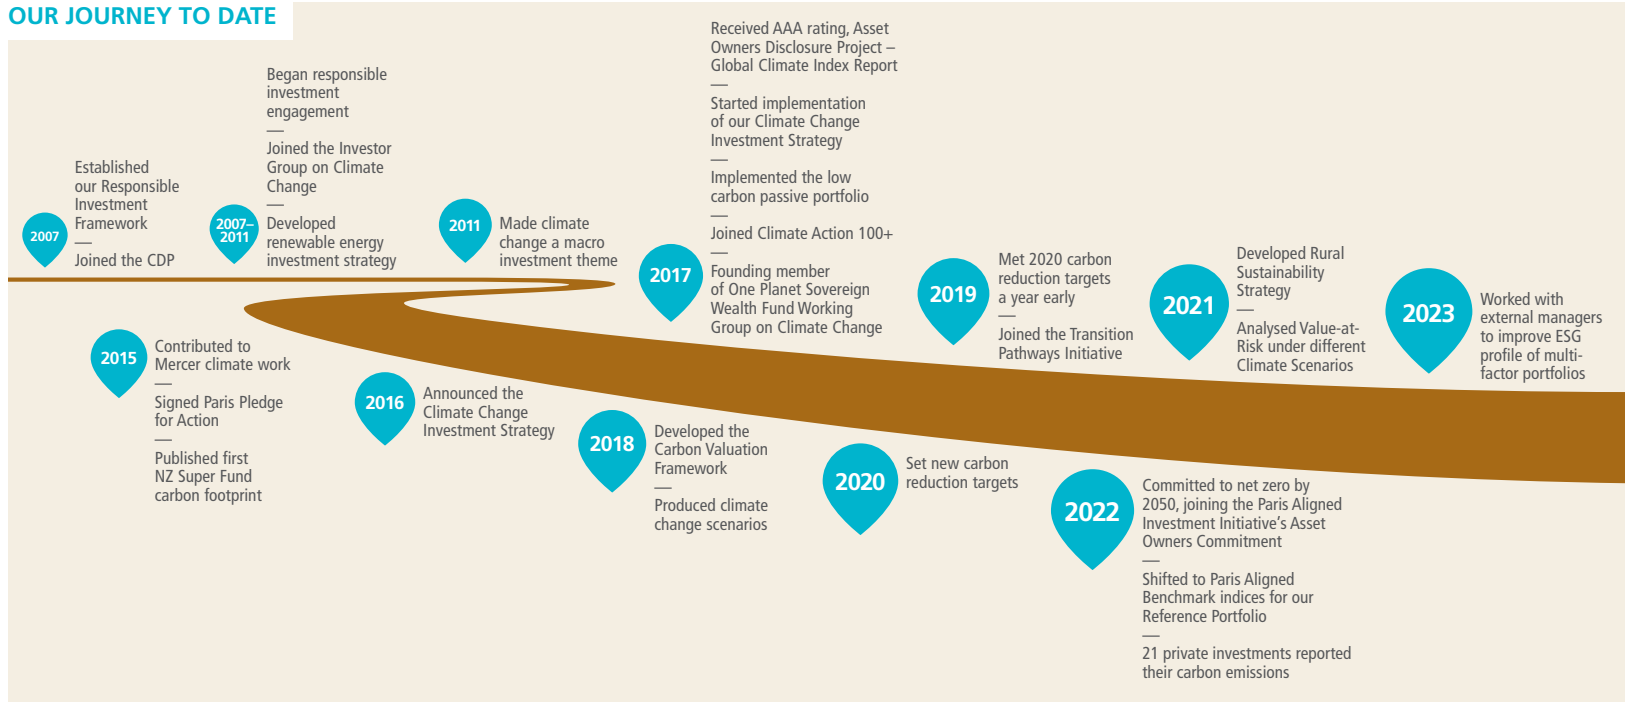 OUR JOURNEY TO DATE
2007
Established
our Responsible
Investment
Framework
—
Joined the CDP
2007–
2011
Began responsible
investment
engagement
—
Joined the Investor
Group on Climate
Change
—
Developed
renewable energy
investment strategy
2011
Made climate
change a macro
investment theme
2015
Contributed to
Mercer climate work
—
Signed Paris Pledge
for Action
—
Published first
NZ Super Fund
carbon footprint
2016
Announced the
Climate Change
Investment Strategy
2017
Received AAA rating, Asset
Owners Disclosure Project –
Global Climate Index Report
—
Started implementation
of our Climate Change
Investment Strategy
—
Implemented the low
carbon passive portfolio
—
Joined Climate Action 100+
—
Founding member
of One Planet Sovereign
Wealth Fund Working
Group on Climate Change
2018
Developed the
Carbon Valuation
Framework
—
Produced climate
change scenarios
2019
Met 2020 carbon
reduction targets
a year early
—
Joined the Transition
Pathways Initiative
2020
Set new carbon
reduction targets
2021
Developed Rural
Sustainability
Strategy
—
Analysed Value-at-
Risk under different
Climate Scenarios
2022
Committed to net zero by
2050, joining the Paris Aligned
Investment Initiative’s Asset
Owners Commitment
—
Shifted to Paris Aligned
Benchmark indices for our
Reference Portfolio
—
21 private investments reported
their carbon emissions
2023
Worked with
external managers
to improve ESG
profile of multi-
factor portfolios